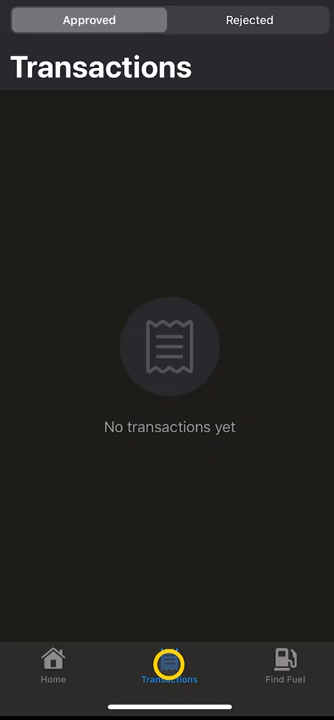 Approved
Rejected
Transactions
No transactions yet
Home
Transactions
Find Fuel